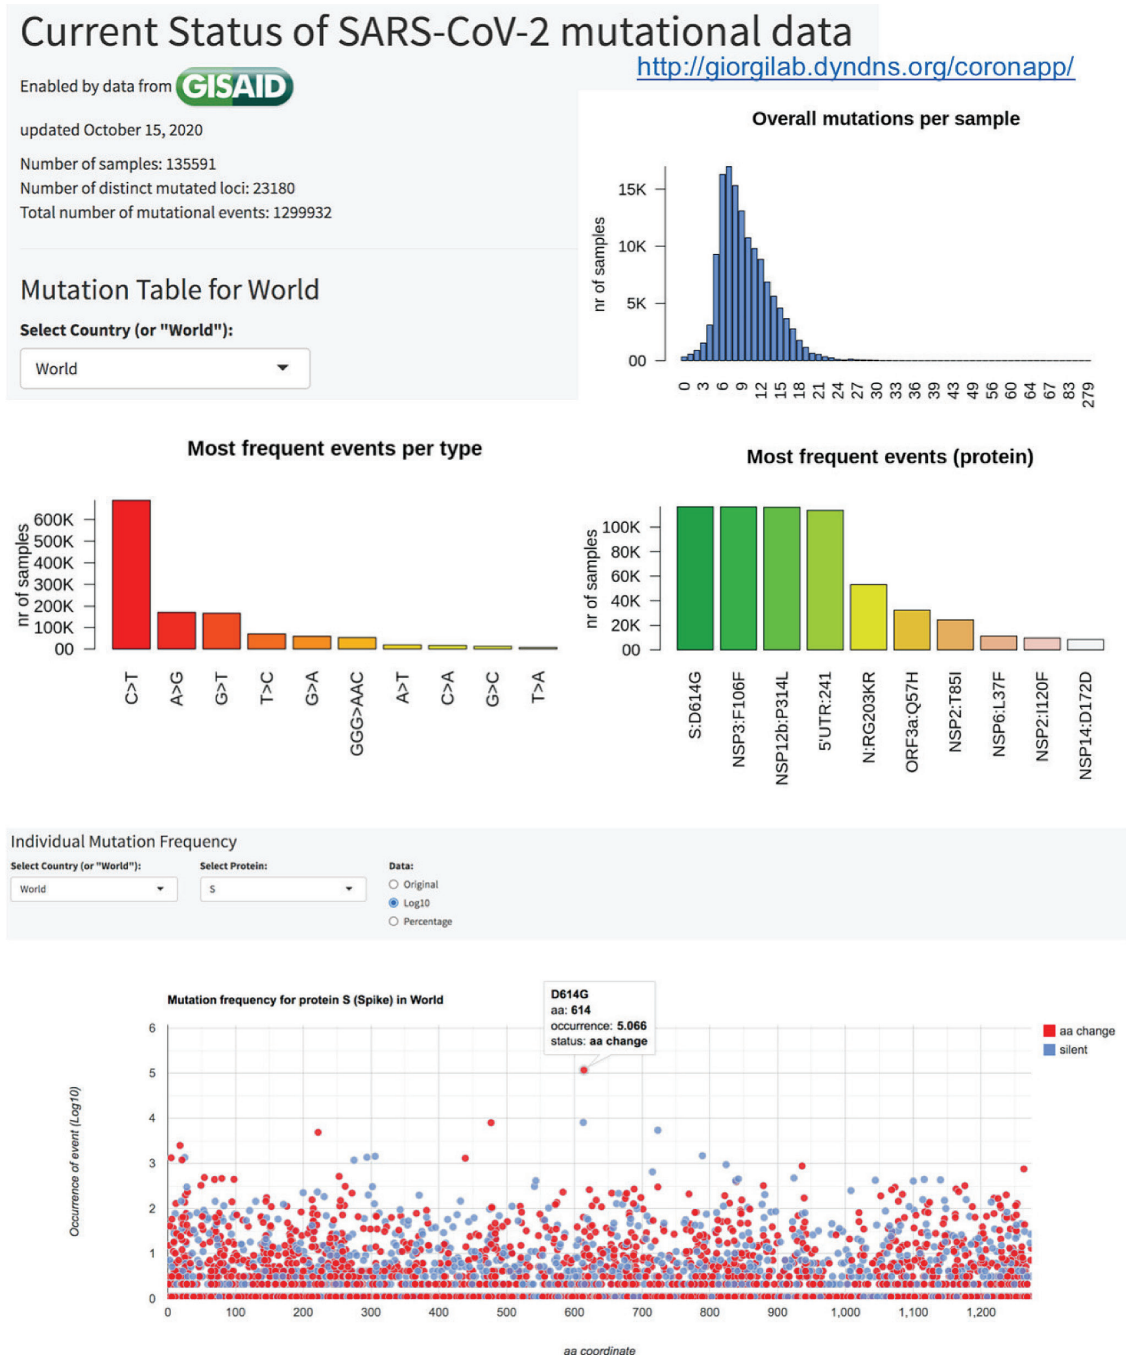 Current Status of SARS-CoV-2 mutational data
http://giorgilab.dyndns.org/coronapp/
Enabled by data from GISAID
updated October 15, 2020
Number of samples: 135591
Number of distinct mutated loci: 23180
Total number of mutational events: 1299932
Mutation Table for World
Select Country (or "World"):
World
Overall mutations per sample
nr of samples
15K
10K
5K
00
0 3 6 9 12 15 18 21 24 27 30 33 36 39 43 49 56 60 64 67 83 279
Most frequent events per type
nr of samples
600K
500K
400K
300K
200K
100K
00
C>T A>G G>T T>C G>A GGG>AAC A>T C>A G>C T>A
Most frequent events (protein)
nr of samples
100K
80K
60K
40K
20K
00
S:D614G NSP3:F106F NSP12b:P314L 5'UTR:241 N:RG203KR ORF3a:Q57H NSP2:T85I NSP6:L37F NSP2:I120F NSP14:D172D
Individual Mutation Frequency
Select Country (or "World"): Select Protein: Data:
World S
Original
Log10
Percentage
Mutation frequency for protein S (Spike) in World
D614G
aa: 614
occurrence: 5.066
status: aa change
aa change
silent
Occurrence of event (Log10)
6
5
4
3
2
1
0
0 100 200 300 400 500 600 700 800 900 1,000 1,100 1,200
aa coordinate